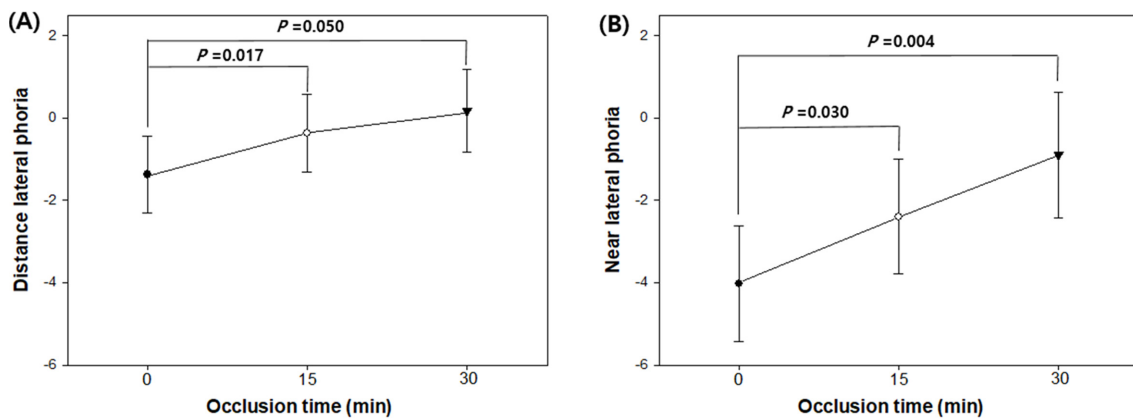 (A)
P =0.050
P =0.017
Distance lateral phoria
2
0
-2
-4
-6
0 15 30
Occlusion time (min)
(B)
P =0.004
P =0.030
Near lateral phoria
2
0
-2
-4
-6
0 15 30
Occlusion time (min)